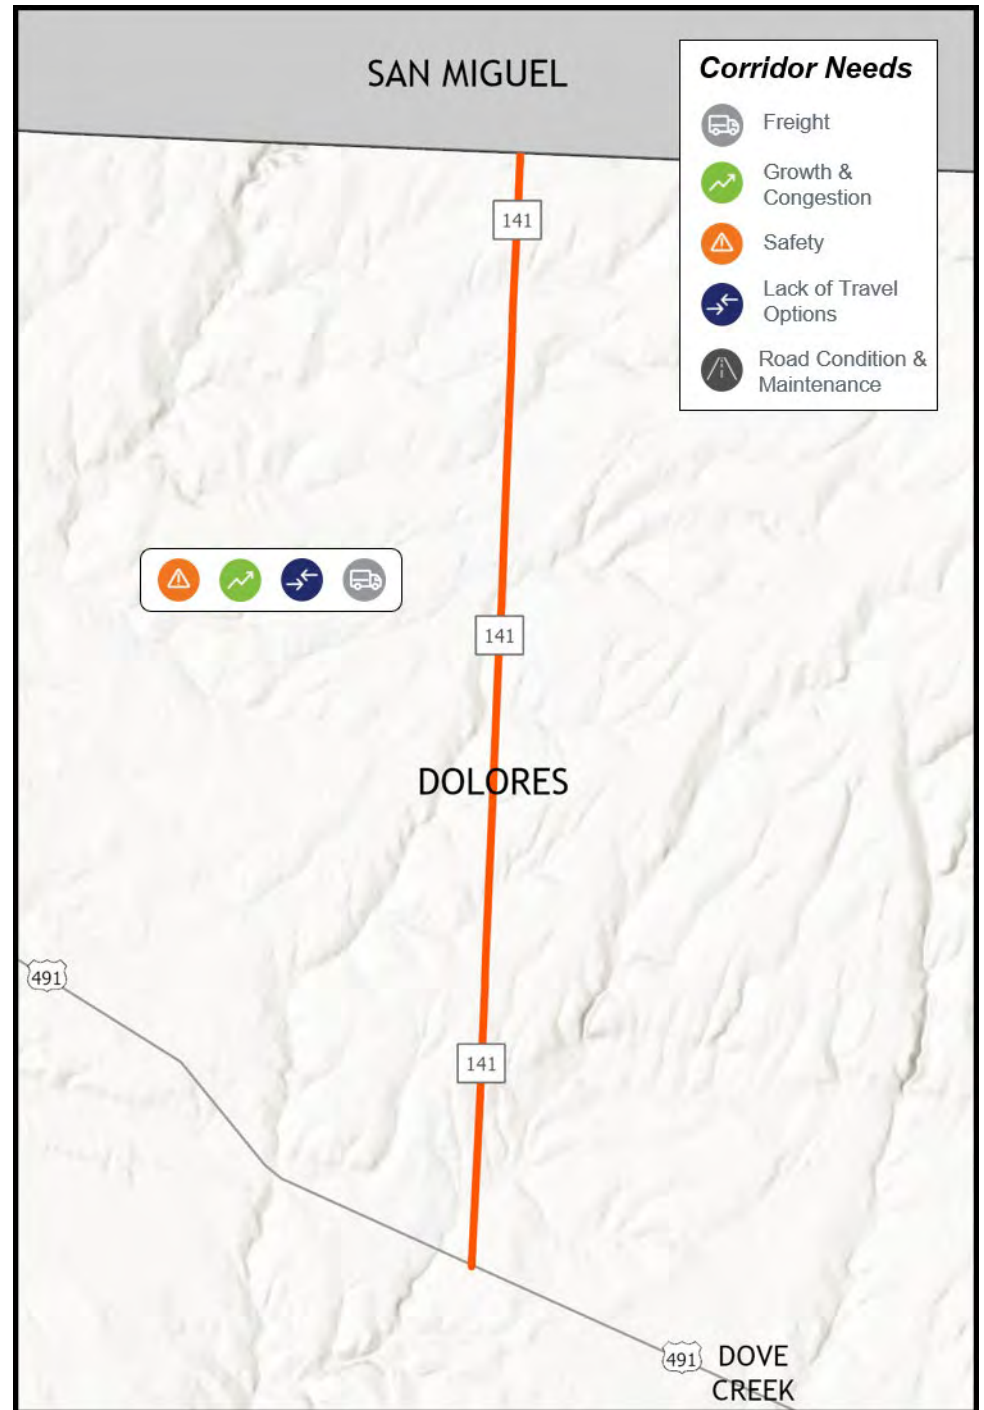 SAN MIGUEL
Corridor Needs
Freight
Growth &
Congestion
Safety
Lack of Travel
Options
Road Condition &
Maintenance
141
141
DOLORES
491
141
491
DOVE
CREEK